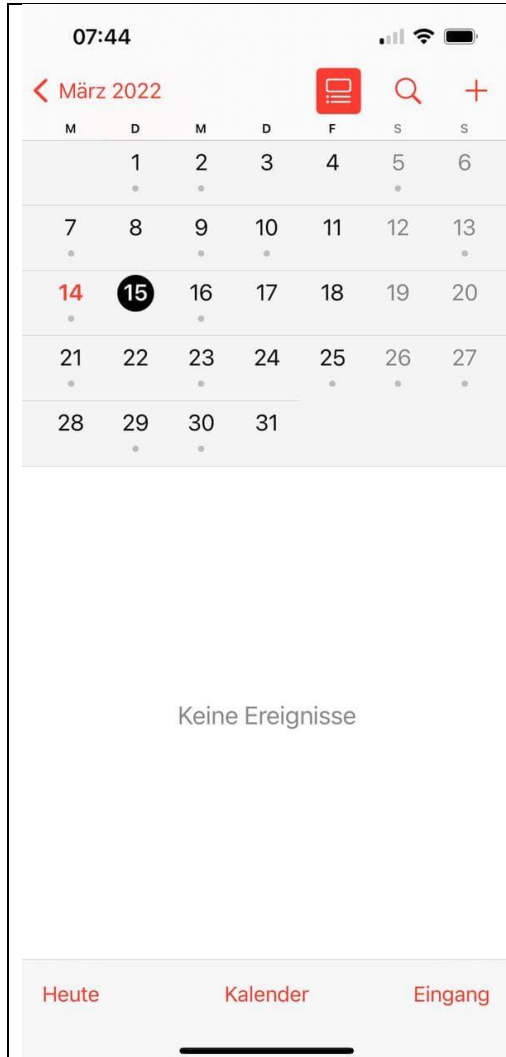 07:44
März 2022
M D M D F S S
1 2 3 4 5 6
7 8 9 10 11 12 13
14 15 16 17 18 19 20
21 22 23 24 25 26 27
28 29 30 31
Keine Ereignisse
Heute Kalender Eingang